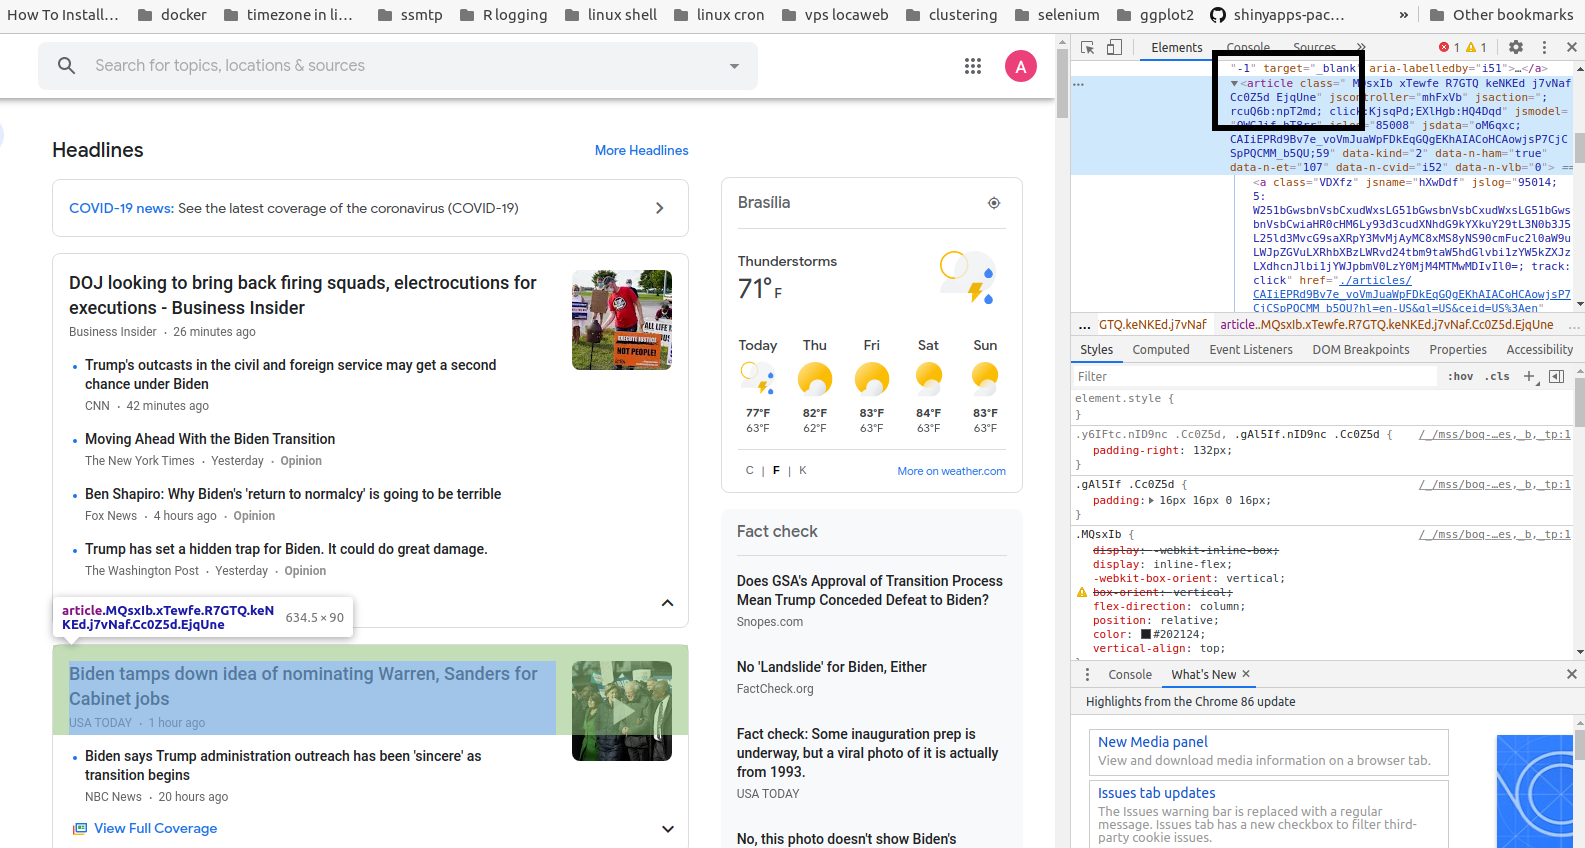 How To Install… docker timezone in li… ssmtp R logging linux shell linux cron vps locaweb clustering selenium ggplot2 shinyapps-pac… » Other bookmarks
Search for topics, locations & sources
A
Headlines
More Headlines
COVID-19 news: See the latest coverage of the coronavirus (COVID-19)
DOJ looking to bring back firing squads, electrocutions for
executions - Business Insider
Business Insider · 26 minutes ago
Trump's outcasts in the civil and foreign service may get a second
chance under Biden
CNN · 42 minutes ago
Moving Ahead With the Biden Transition
The New York Times · Yesterday · Opinion
Ben Shapiro: Why Biden's 'return to normalcy' is going to be terrible
Fox News · 4 hours ago · Opinion
Trump has set a hidden trap for Biden. It could do great damage.
The Washington Post · Yesterday · Opinion
article.MQsxIb.xTewfe.R7GTQ.keN
KEd.j7vNaf.Cc0Z5d.EjqUne
634.5 × 90
Biden tamps down idea of nominating Warren, Sanders for
Cabinet jobs
USA TODAY · 1 hour ago
Biden says Trump administration outreach has been 'sincere' as
transition begins
NBC News · 20 hours ago
View Full Coverage
EXECUTE JUSTICE
NOT PEOPLE!
Brasília
Thunderstorms
71°F
Today Thu Fri Sat Sun
77°F 82°F 83°F 84°F 83°F
63°F 62°F 63°F 63°F 63°F
C | F | K
More on weather.com
Fact check
Does GSA's Approval of Transition Process
Mean Trump Conceded Defeat to Biden?
Snopes.com
No 'Landslide' for Biden, Either
FactCheck.org
Fact check: Some inauguration prep is
underway, but a viral photo of it is actually
from 1993.
USA TODAY
No, this photo doesn't show Biden's
Elements Console Sources » 1 1
"-1" target="_blank" aria-labelledby="i51">…</a>
<article class=" MQsxIb xTewfe R7GTQ keNKEd j7vNaf
Cc0Z5d EjqUne" jscontroller="mhFxVb" jsaction=";
rcuQ6b:npT2md; click:KjsqPd;EXlHgb:HQ4Dqd" jsmodel=
"85008" jsdata="oM6qxc;
CAIiEPRd9Bv7e_voVmJuaWpFDkEqGQgEKhAIACoHCAowjsP7CjC
SpPQCMM_b5QU;59" data-kind="2" data-n-ham="true"
data-n-et="107" data-n-cvid="i52" data-n-vlb="0"> ==
<a class="VDXfz" jsname="hXwDdf" jslog="95014;
5:
click" href="./articles/
CAIiEPRd9Bv7e_voVmJuaWpFDkEqGQgEKhAIACoHCAowjsP7
CjCSpPQCMM_b5QU?hl=en-US&gl=US&ceid=US%3Aen"
… GTQ.keNKEd.j7vNaf article..MQsxIb.xTewfe.R7GTQ.keNKEd.j7vNaf.Cc0Z5d.EjqUne …
Styles Computed Event Listeners DOM Breakpoints Properties Accessibility
Filter :hov .cls +
element.style {
}
.y6IFtc.nID9nc .Cc0Z5d, .gAl5If.nID9nc .Cc0Z5d { /_/mss/boq-…es,_b,_tp:1
padding-right: 132px;
}
.gAl5If .Cc0Z5d { /_/mss/boq-…es,_b,_tp:1
padding: 16px 16px 0 16px;
}
.MQsxIb { /_/mss/boq-…es,_b,_tp:1
display: -webkit-inline-box;
display: inline-flex;
-webkit-box-orient: vertical;
box-orient: vertical;
flex-direction: column;
position: relative;
color: #202124;
vertical-align: top;
Console What's New ×
Highlights from the Chrome 86 update
New Media panel
View and download media information on a browser tab.
Issues tab updates
The Issues warning bar is replaced with a regular
message. Issues tab has a new checkbox to filter third-
party cookie issues.